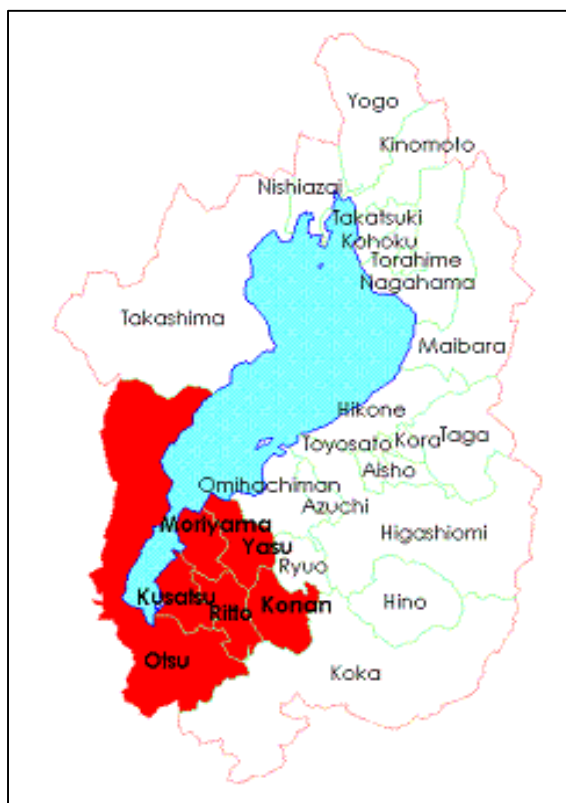 Yogo
Kinomoto
Nishiazai
Takatsuki
Kohoku
Torahime
Nagahama
Takashima
Maibara
Hikone
Toyosato
Kora
Taga
Aisho
Omihachiman
Azuchi
Moriyama
Higashiomi
Yasu
Ryuo
Kusatsu
Ritto
Konan
Hino
Otsu
Koka